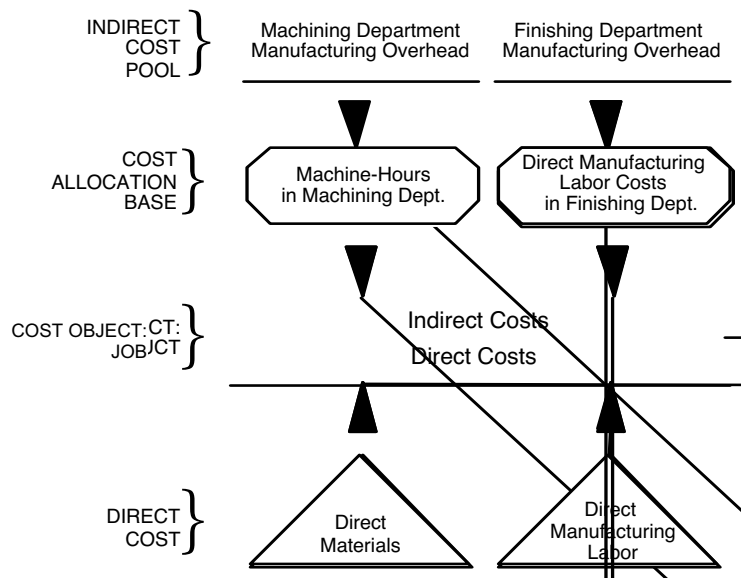 INDIRECT
COST
POOL
Machining Department
Manufacturing Overhead
Finishing Department
Manufacturing Overhead
COST
ALLOCATION
BASE
Machine-Hours
in Machining Dept.
Direct Manufacturing
Labor Costs
in Finishing Dept.
COST OBJECT:CT:
JOBJCT
Indirect Costs
Direct Costs
DIRECT
COST
Direct
Materials
Direct
Manufacturing
Labor